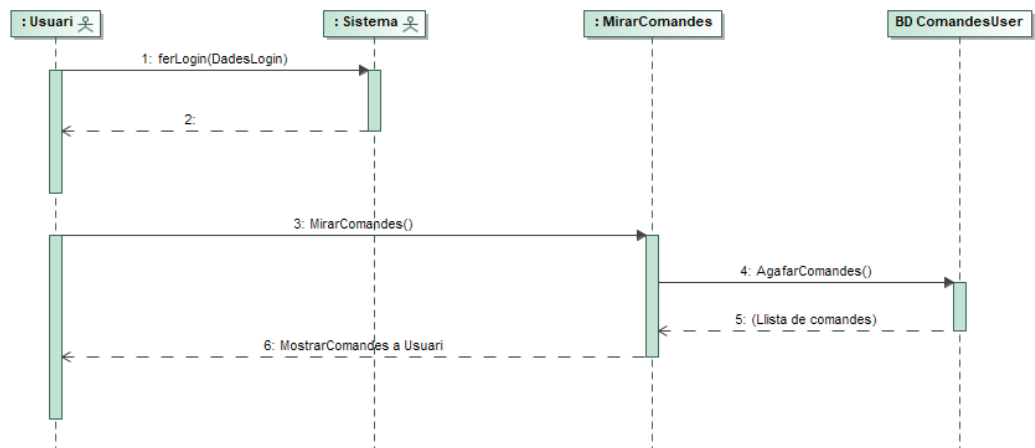 : Usuari
: Sistema
: MirarComandes
BD ComandesUser
1: ferLogin(DadesLogin)
2:
3: MirarComandes()
4: AgafarComandes()
5: (Llista de comandes)
6: MostrarComandes a Usuari